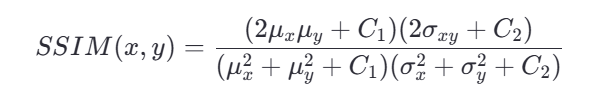 SSIM(x, y) = \frac{(2\mu_x\mu_y + C_1)(2\sigma_{xy} + C_2)}{(\mu_x^2 + \mu_y^2 + C_1)(\sigma_x^2 + \sigma_y^2 + C_2)}